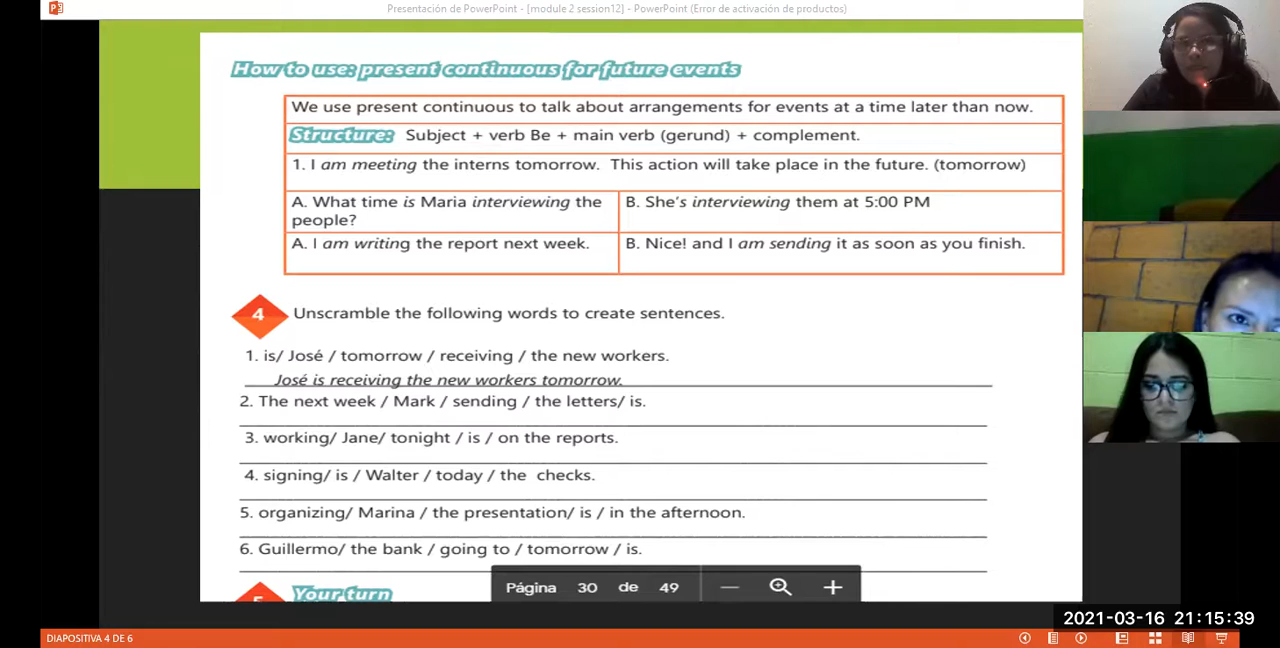 Presentación de PowerPoint - [module 2 session12] - PowerPoint (Error de activación de productos)
How to use: present continuous for future events
We use present continuous to talk about arrangements for events at a time later than now.
Structure: Subject + verb Be + main verb (gerund) + complement.
1. I am meeting the interns tomorrow. This action will take place in the future. (tomorrow)
A. What time is Maria interviewing the
people?
B. She's interviewing them at 5:00 PM
A. I am writing the report next week.
B. Nice! and I am sending it as soon as you finish.
4 Unscramble the following words to create sentences.
1. is/ José / tomorrow / receiving / the new workers.
José is receiving the new workers tomorrow.
2. The next week / Mark / sending / the letters/ is.
3. working/ Jane/ tonight / is / on the reports.
4. signing/ is / Walter / today / the checks.
5. organizing/ Marina / the presentation/ is / in the afternoon.
6. Guillermo/ the bank / going to / tomorrow / is.
5 Your turn
Página 30 de 49
2021-03-16 21:15:39
DIAPOSITIVA 4 DE 6